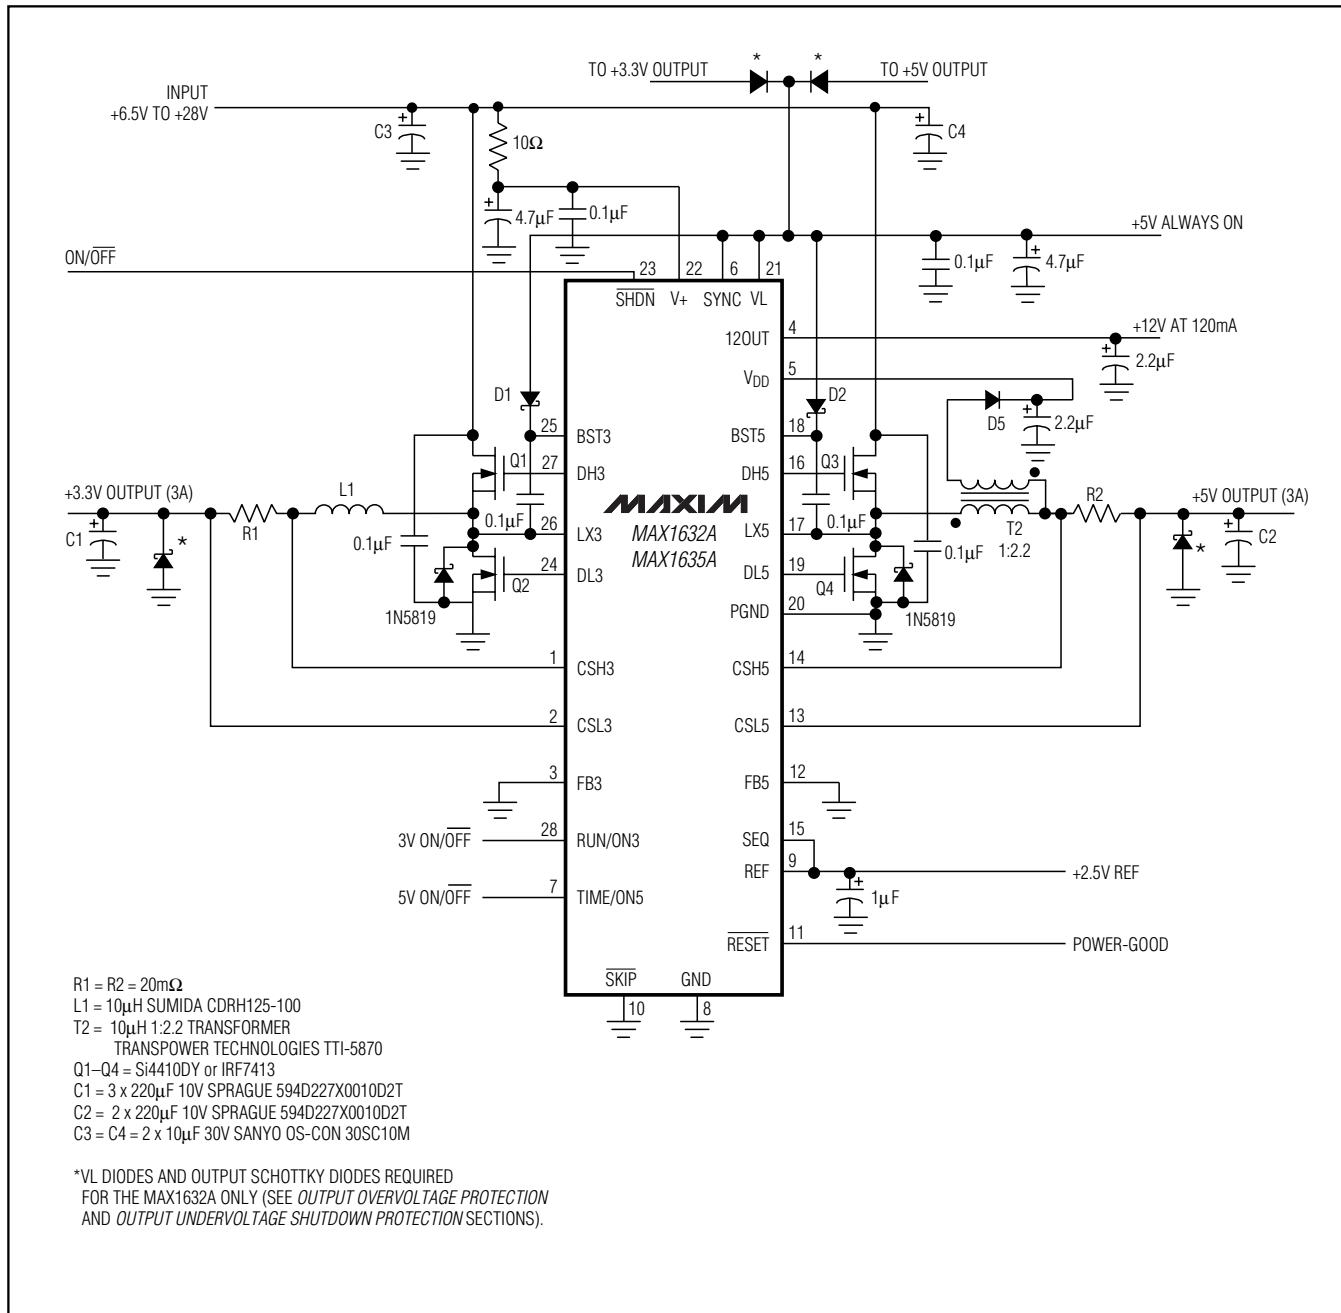 TO +3.3V OUTPUT
*
*
TO +5V OUTPUT
INPUT
+6.5V TO +28V
+
C3
10Ω
+
C4
+
4.7μF
0.1μF
+5V ALWAYS ON
0.1μF
+
4.7μF
ON/OFF
23
22
6
21
SHDN
V+
SYNC
VL
12OUT
4
+12V AT 120mA
+
2.2μF
VDD
5
D1
D2
D5
+
2.2μF
25
BST3
BST5
18
Q1
27
DH3
DH5
16
Q3
+3.3V OUTPUT (3A)
L1
MAXIM
MAX1632A
MAX1635A
R2
+5V OUTPUT (3A)
+
C1
*
R1
0.1μF
0.1μF
26
LX3
LX5
17
0.1μF
0.1μF
T2
1:2.2
*
+
C2
24
DL3
DL5
19
Q2
Q4
1N5819
PGND
20
1N5819
1
CSH3
CSH5
14
2
CSL3
CSL5
13
3
FB3
FB5
12
3V ON/OFF
28
RUN/ON3
SEQ
15
REF
9
+2.5V REF
+
1μF
5V ON/OFF
7
TIME/ON5
RESET
11
POWER-GOOD
SKIP
GND
10
8
R1 = R2 = 20mΩ
L1 = 10μH SUMIDA CDRH125-100
T2 = 10μH 1:2.2 TRANSFORMER
TRANSPOWER TECHNOLOGIES TTI-5870
Q1–Q4 = Si4410DY or IRF7413
C1 = 3 x 220μF 10V SPRAGUE 594D227X0010D2T
C2 = 2 x 220μF 10V SPRAGUE 594D227X0010D2T
C3 = C4 = 2 x 10μF 30V SANYO OS-CON 30SC10M
*VL DIODES AND OUTPUT SCHOTTKY DIODES REQUIRED
FOR THE MAX1632A ONLY (SEE OUTPUT OVERVOLTAGE PROTECTION
AND OUTPUT UNDERVOLTAGE SHUTDOWN PROTECTION SECTIONS).